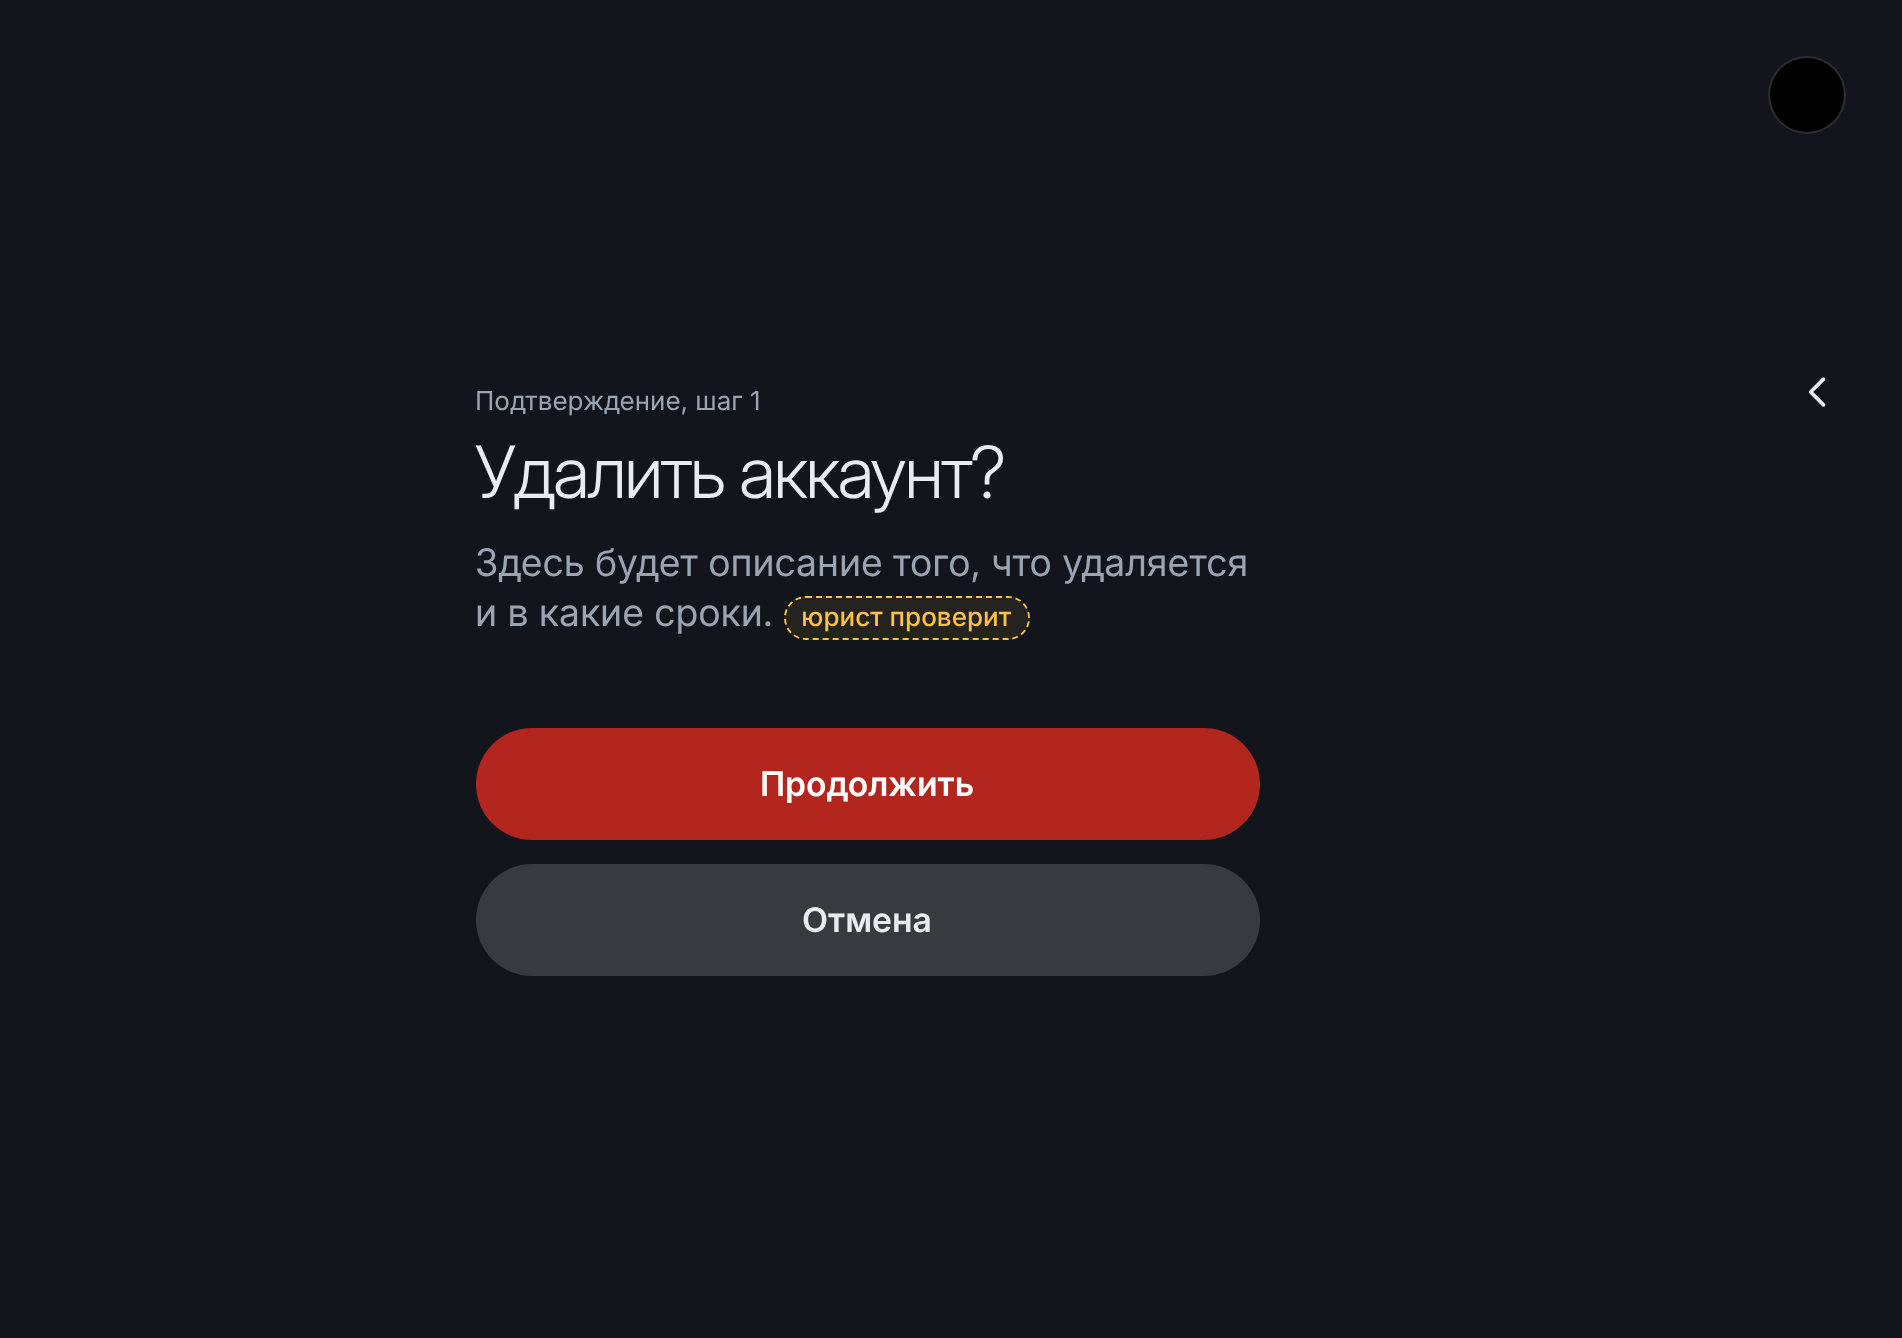 Подтверждение, шаг 1
Удалить аккаунт?
Здесь будет описание того, что удаляется
и в какие сроки. юрист проверит
Продолжить
Отмена